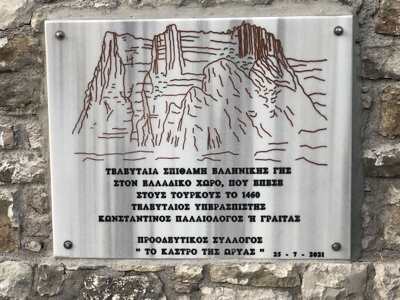 ΤΕΛΕΥΤΑΙΑ ΣΠΙΘΑΜΗ ΕΛΛΗΝΙΚΗΣ ΓΗΣ
ΣΤΟΝ ΕΛΛΑΔΙΚΟ ΧΩΡΟ, ΠΟΥ ΕΠΕΣΕ
ΣΤΟΥΣ ΤΟΥΡΚΟΥΣ ΤΟ 1460
ΤΕΛΕΥΤΑΙΟΣ ΥΠΕΡΑΣΠΙΣΤΗΣ
ΚΩΝΣΤΑΝΤΙΝΟΣ ΠΑΛΑΙΟΛΟΓΟΣ Ή ΓΡΑΙΤΑΣ
ΠΡΟΟΔΕΥΤΙΚΟΣ ΣΥΛΛΟΓΟΣ
" ΤΟ ΚΑΣΤΡΟ ΤΗΣ ΩΡΥΑΣ " 25 - 7 - 2021